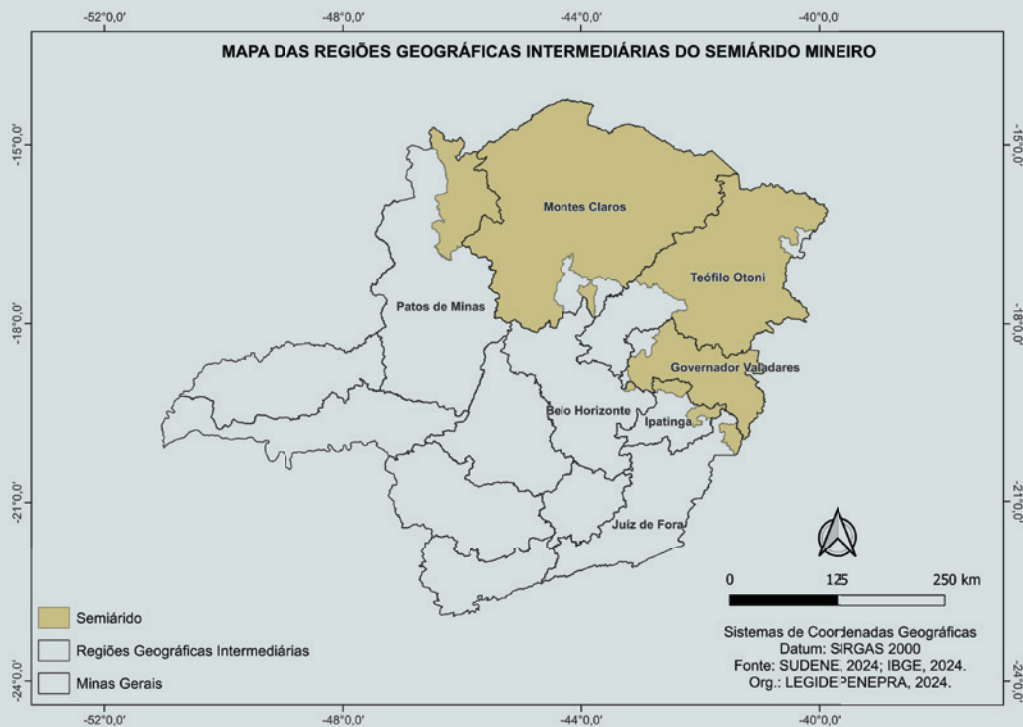 -52°0,0'
-48°0,0'
-44°0,0'
-40°0,0'
MAPA DAS REGIÕES GEOGRÁFICAS INTERMEDIÁRIAS DO SEMIÁRIDO MINEIRO
-15°0,0'
-15°0,0'
Montes Claros
Teófilo Otoni
Patos de Minas
-18°0,0'
-18°0,0'
Governador Valadares
Belo Horizonte
Ipatinga
-21°0,0'
-21°0,0'
Juíz de Fora
0 125 250 km
Semiárido
Regiões Geográficas Intermediárias
Minas Gerais
Sistemas de Coordenadas Geográficas
Datum: SIRGAS 2000
Fonte: SUDENE, 2024; IBGE, 2024.
Org.: LEGIDEPENEPRA, 2024.
-24°0,0'
-24°0,0'
-52°0,0'
-48°0,0'
-44°0,0'
-40°0,0'